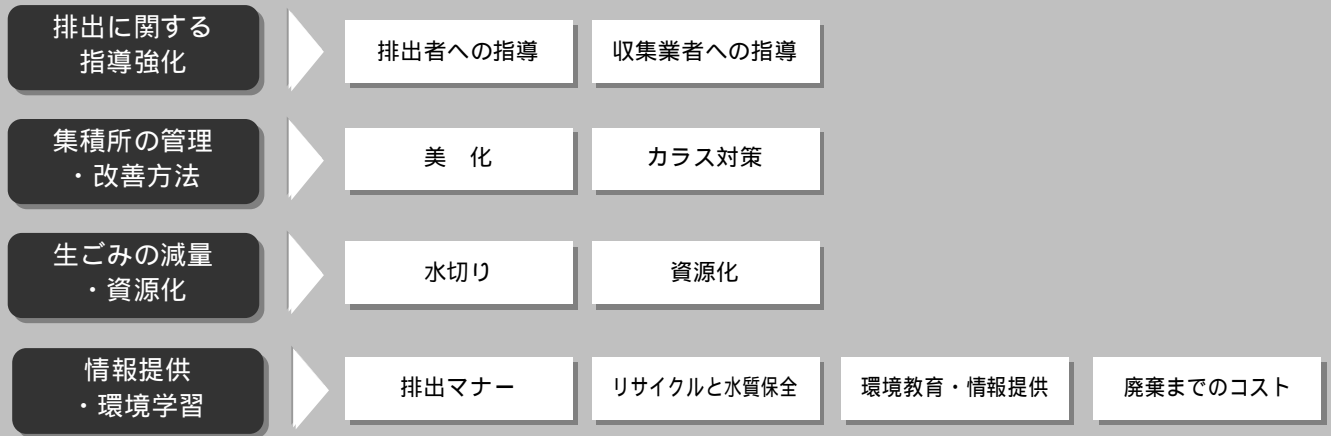 排出に関する
指導強化
排出者への指導
収集業者への指導
集積所の管理
・改善方法
美　化
カラス対策
生ごみの減量
・資源化
水切り
資源化
情報提供
・環境学習
排出マナー
リサイクルと水質保全
環境教育・情報提供
廃棄までのコスト